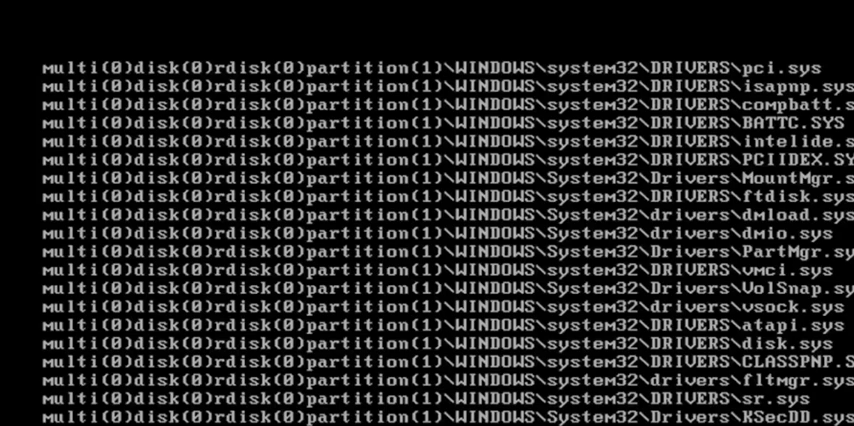 multi(0)disk(0)rdisk(0)partition(1)\WINDOWS\system32\DRIVERS\pci.sys
multi(0)disk(0)rdisk(0)partition(1)\WINDOWS\system32\DRIVERS\isapnp.sys
multi(0)disk(0)rdisk(0)partition(1)\WINDOWS\system32\DRIVERS\compbatt.s
multi(0)disk(0)rdisk(0)partition(1)\WINDOWS\system32\DRIVERS\BATTC.SYS
multi(0)disk(0)rdisk(0)partition(1)\WINDOWS\system32\DRIVERS\intelide.s
multi(0)disk(0)rdisk(0)partition(1)\WINDOWS\system32\DRIVERS\PCIIDEX.SY
multi(0)disk(0)rdisk(0)partition(1)\WINDOWS\System32\Drivers\MountMgr.s
multi(0)disk(0)rdisk(0)partition(1)\WINDOWS\system32\DRIVERS\ftdisk.sys
multi(0)disk(0)rdisk(0)partition(1)\WINDOWS\System32\drivers\dmload.sys
multi(0)disk(0)rdisk(0)partition(1)\WINDOWS\System32\drivers\dmio.sys
multi(0)disk(0)rdisk(0)partition(1)\WINDOWS\System32\Drivers\PartMgr.sy
multi(0)disk(0)rdisk(0)partition(1)\WINDOWS\system32\DRIVERS\vmci.sys
multi(0)disk(0)rdisk(0)partition(1)\WINDOWS\System32\Drivers\VolSnap.sy
multi(0)disk(0)rdisk(0)partition(1)\WINDOWS\system32\drivers\vsock.sys
multi(0)disk(0)rdisk(0)partition(1)\WINDOWS\system32\DRIVERS\atapi.sys
multi(0)disk(0)rdisk(0)partition(1)\WINDOWS\system32\DRIVERS\disk.sys
multi(0)disk(0)rdisk(0)partition(1)\WINDOWS\system32\DRIVERS\CLASSPNP.S
multi(0)disk(0)rdisk(0)partition(1)\WINDOWS\system32\drivers\fltmgr.sys
multi(0)disk(0)rdisk(0)partition(1)\WINDOWS\system32\DRIVERS\sr.sys
multi(0)disk(0)rdisk(0)partition(1)\WINDOWS\System32\Drivers\KSecDD.sys